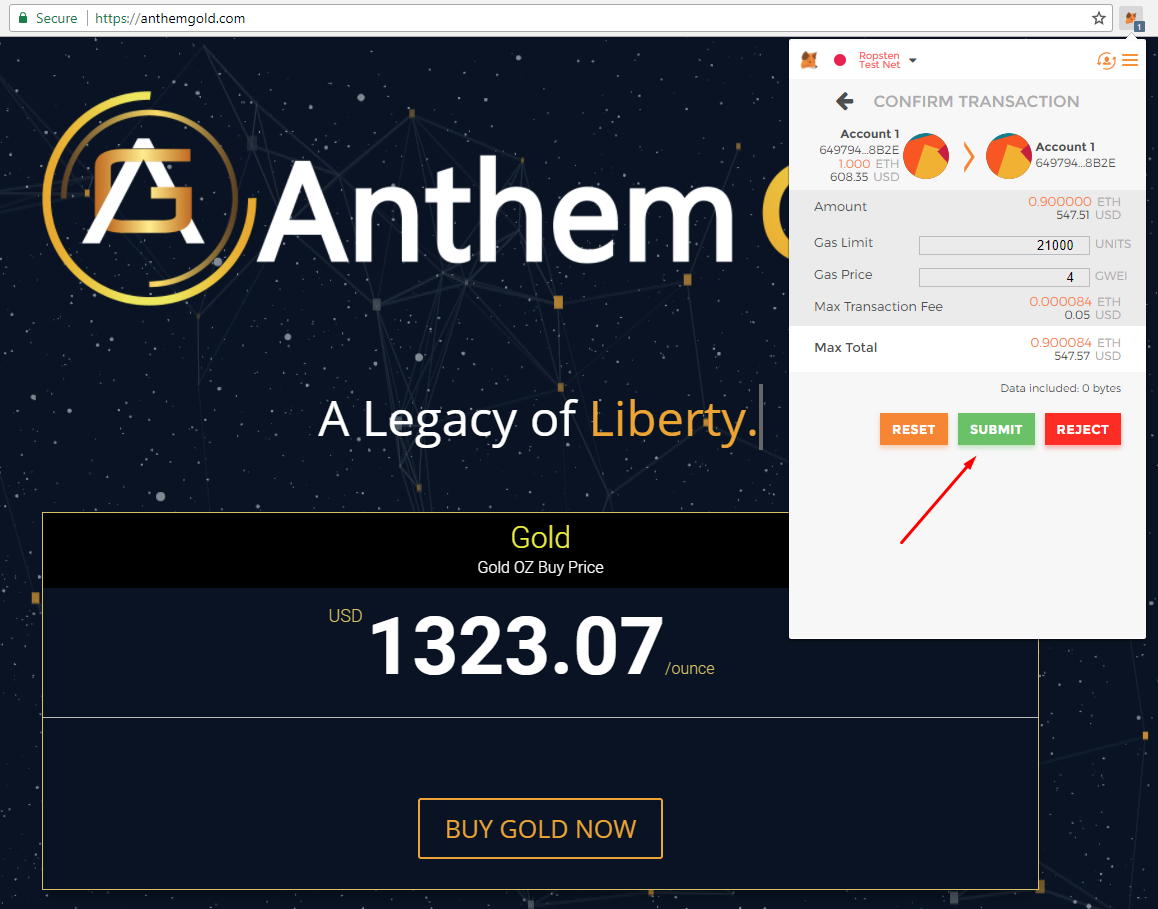 Secure
https://anthemgold.com
1
AG
Anthem
A Legacy of Liberty.
Gold
Gold OZ Buy Price
USD
1323.07
/ounce
BUY GOLD NOW
Ropsten
Test Net
CONFIRM TRANSACTION
Account 1
649794...8B2E
1.000 ETH
608.35 USD
Account 1
649794...8B2E
Amount
0.900000 ETH
547.51 USD
Gas Limit
21000 UNITS
Gas Price
4 GWEI
Max Transaction Fee
0.000084 ETH
0.05 USD
Max Total
0.900084 ETH
547.57 USD
Data included: 0 bytes
RESET SUBMIT REJECT